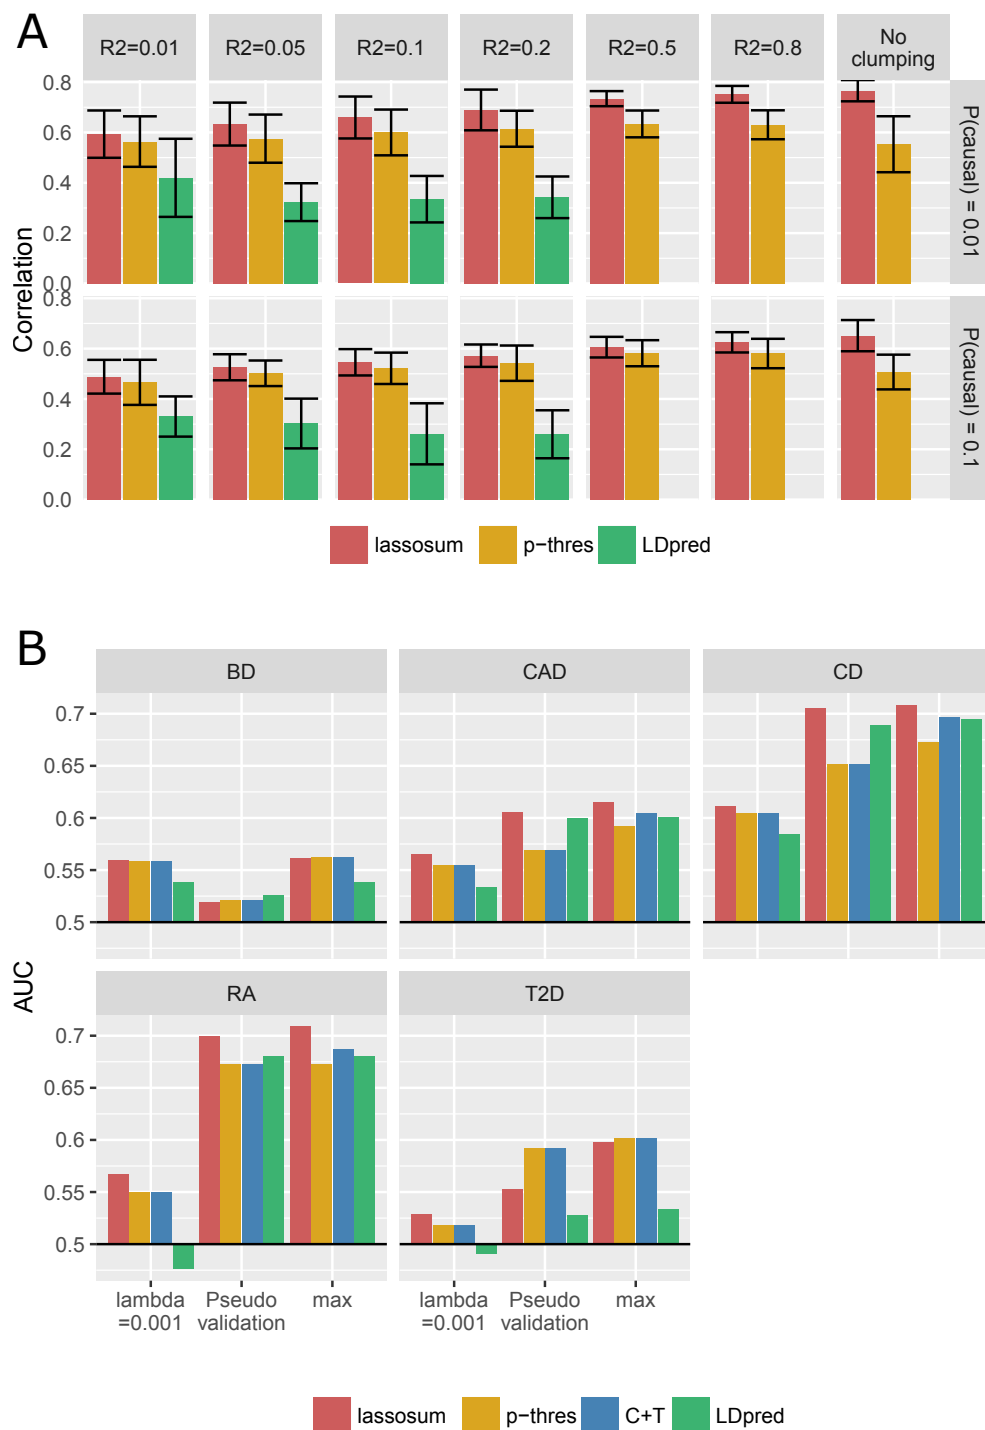 A
R2=0.01 R2=0.05 R2=0.1 R2=0.2 R2=0.5 R2=0.8 No clumping
Correlation
0.8
0.6
0.4
0.2
0.0
P(causal) = 0.01
0.8
0.6
0.4
0.2
0.0
P(causal) = 0.1
lassosum p−thres LDpred
B
BD CAD CD
AUC
0.7
0.65
0.6
0.55
0.5
RA T2D
0.7
0.65
0.6
0.55
0.5
lambda =0.001 Pseudo validation max lambda =0.001 Pseudo validation max
lassosum p−thres C+T LDpred